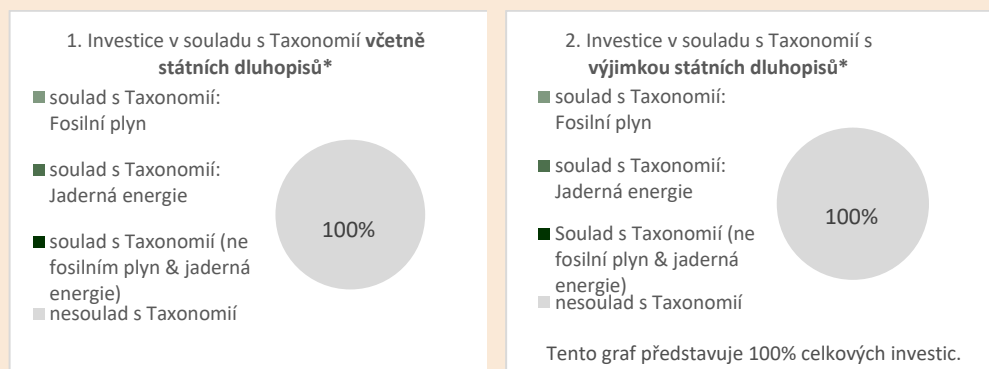 1. Investice v souladu s Taxonomií včetně
státních dluhopisů*
soulad s Taxonomií:
Fosilní plyn
soulad s Taxonomií:
Jaderná energie
soulad s Taxonomií (ne
fosilním plyn & jaderná
energie)
nesoulad s Taxonomií
100%
2. Investice v souladu s Taxonomií s
výjimkou státních dluhopisů*
soulad s Taxonomií:
Fosilní plyn
soulad s Taxonomií:
Jaderná energie
Soulad s Taxonomií (ne
fosilní plyn & jaderná
energie)
nesoulad s Taxonomií
100%
Tento graf představuje 100% celkových investic.